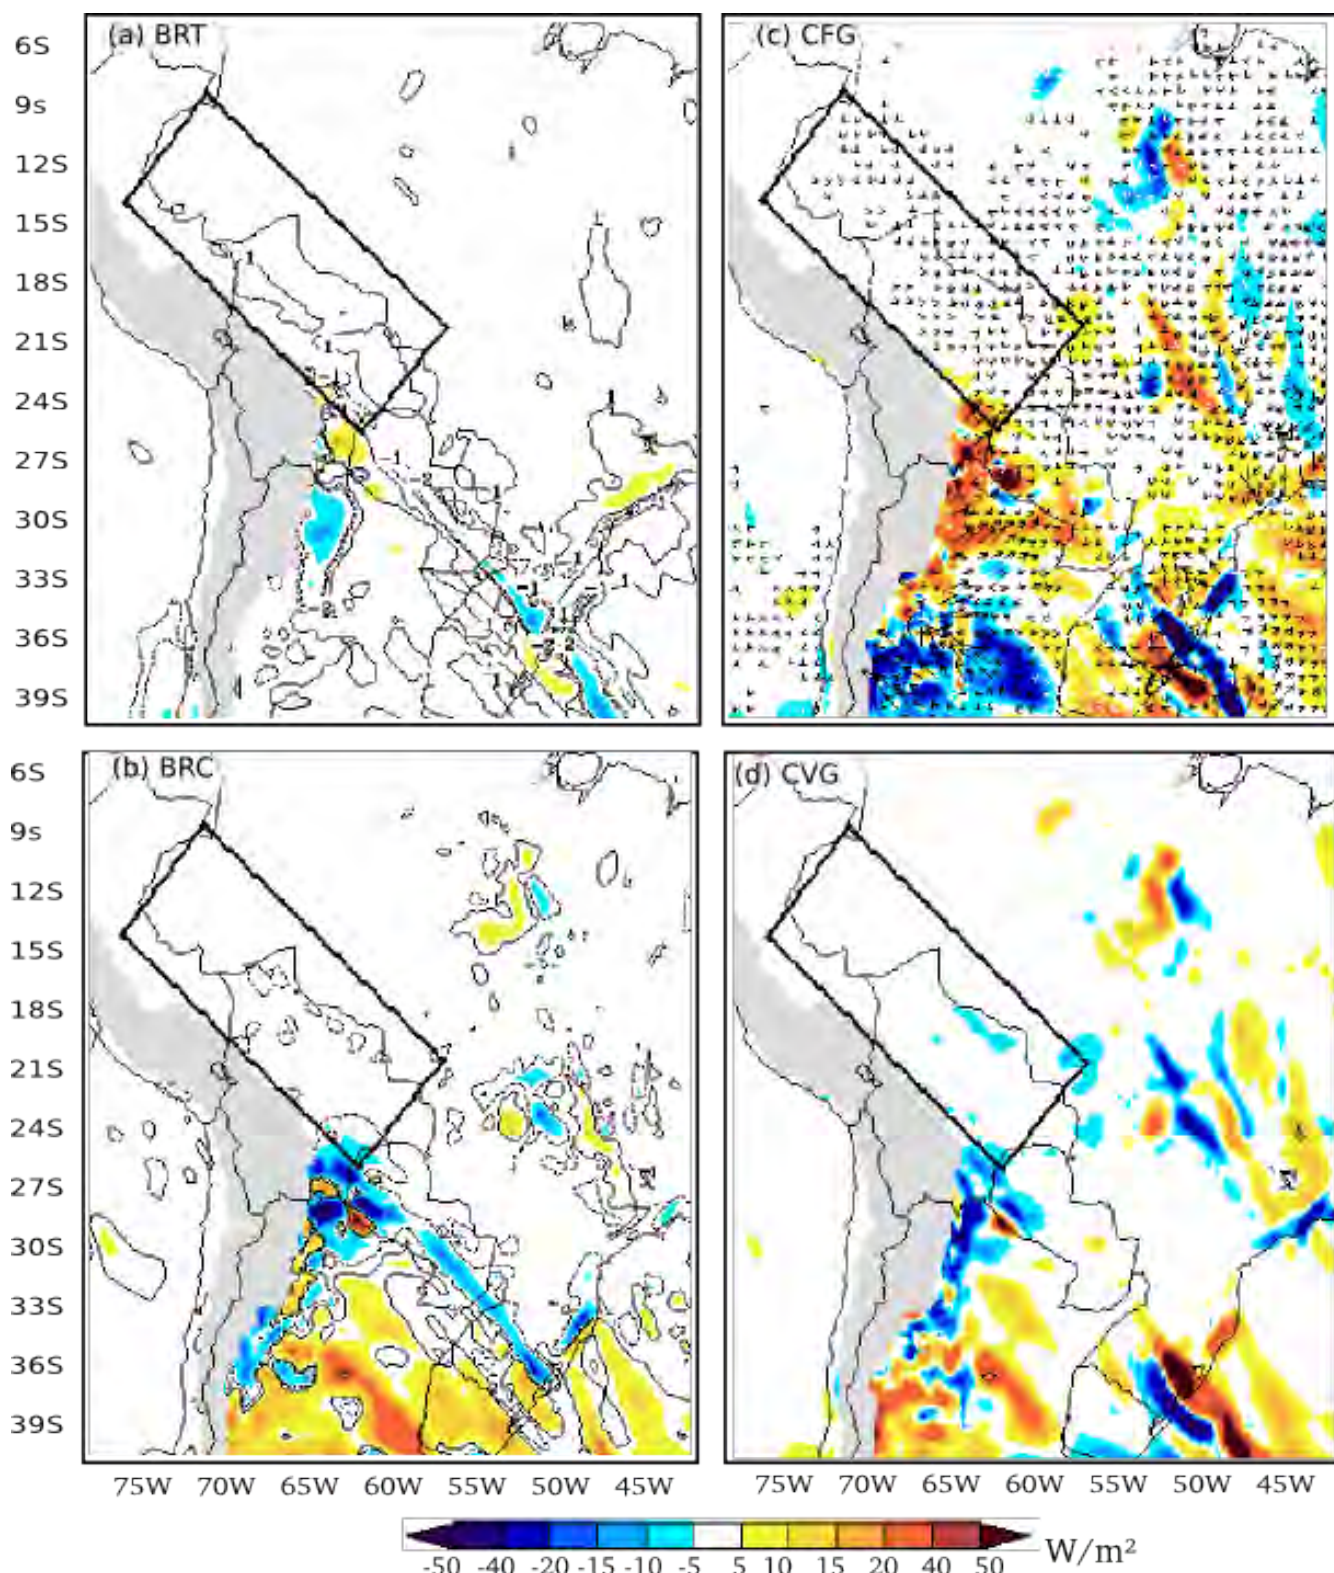 (a) BRT
(c) CFG
6S
9s
12S
15S
18S
21S
24S
27S
30S
33S
36S
39S
(b) BRC
(d) CVG
6S
9s
12S
15S
18S
21S
24S
27S
30S
33S
36S
39S
75W 70W 65W 60W 55W 50W 45W
75W 70W 65W 60W 55W 50W 45W
-50 -40 -20 -15 -10 -5 5 10 15 20 40 50 W/m²